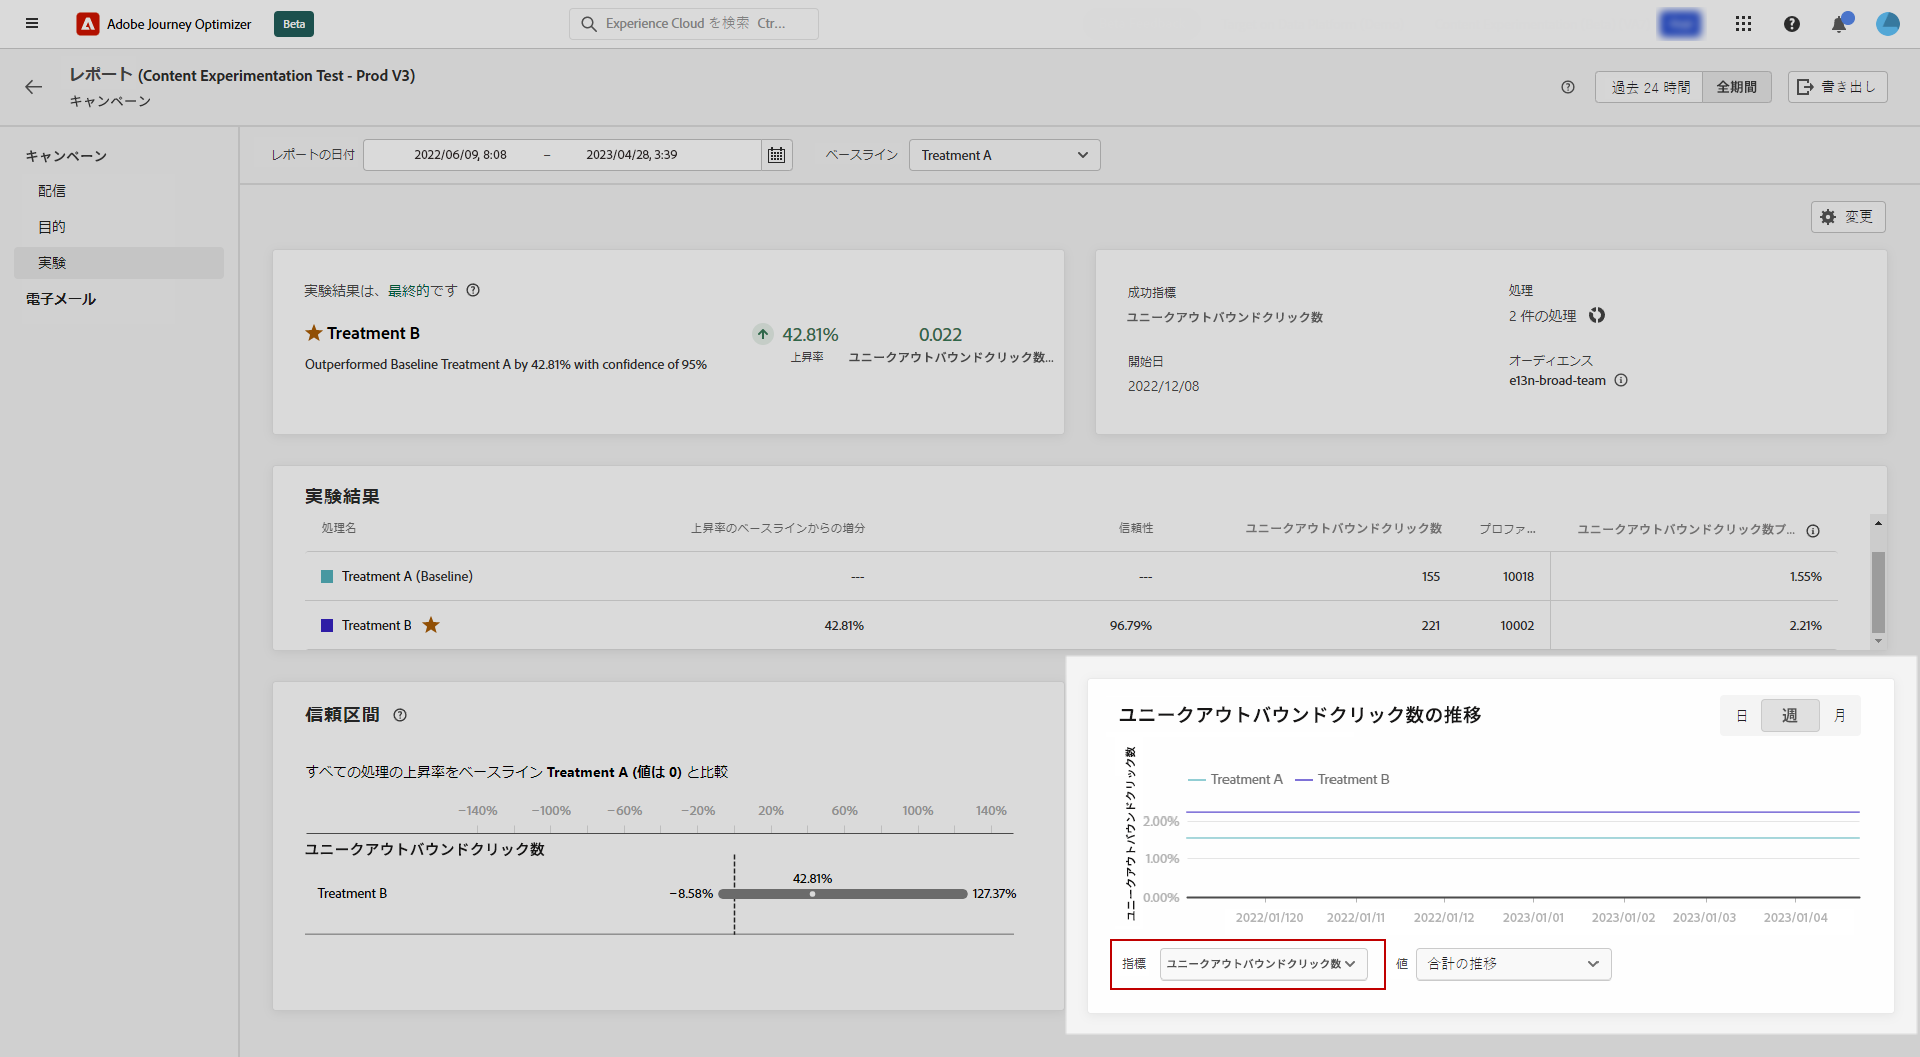 Adobe Journey Optimizer Beta
Experience Cloud を検索 Ctr...
レポート (Content Experimentation Test - Prod V3)
キャンペーン
過去 24 時間 全期間 書き出し
キャンペーン
配信
目的
実験
電子メール
レポートの日付 2022/06/09, 8:08 – 2023/04/28, 3:39 ベースライン Treatment A
変更
実験結果は、最終的です
Treatment B
Outperformed Baseline Treatment A by 42.81% with confidence of 95%
42.81% 0.022
上昇率 ユニークアウトバウンドクリック数...
成功指標
ユニークアウトバウンドクリック数
処理
2 件の処理
開始日
2022/12/08
オーディエンス
e13n-broad-team
実験結果
処理名 上昇率のベースラインからの増分 信頼性 ユニークアウトバウンドクリック数 プロファ... ユニークアウトバウンドクリック数プ...
Treatment A (Baseline) --- --- 155 10018 1.55%
Treatment B 42.81% 96.79% 221 10002 2.21%
信頼区間
すべての処理の上昇率をベースライン Treatment A (値は 0) と比較
−140% −100% −60% −20% 20% 60% 100% 140%
ユニークアウトバウンドクリック数
42.81%
Treatment B −8.58% 127.37%
ユニークアウトバウンドクリック数の推移
日 週 月
ユニークアウトバウンドクリック数
Treatment A Treatment B
2.00%
1.00%
0.00%
2022/01/120 2022/01/11 2022/01/12 2023/01/01 2023/01/02 2023/01/03 2023/01/04
指標 ユニークアウトバウンドクリック数 値 合計の推移